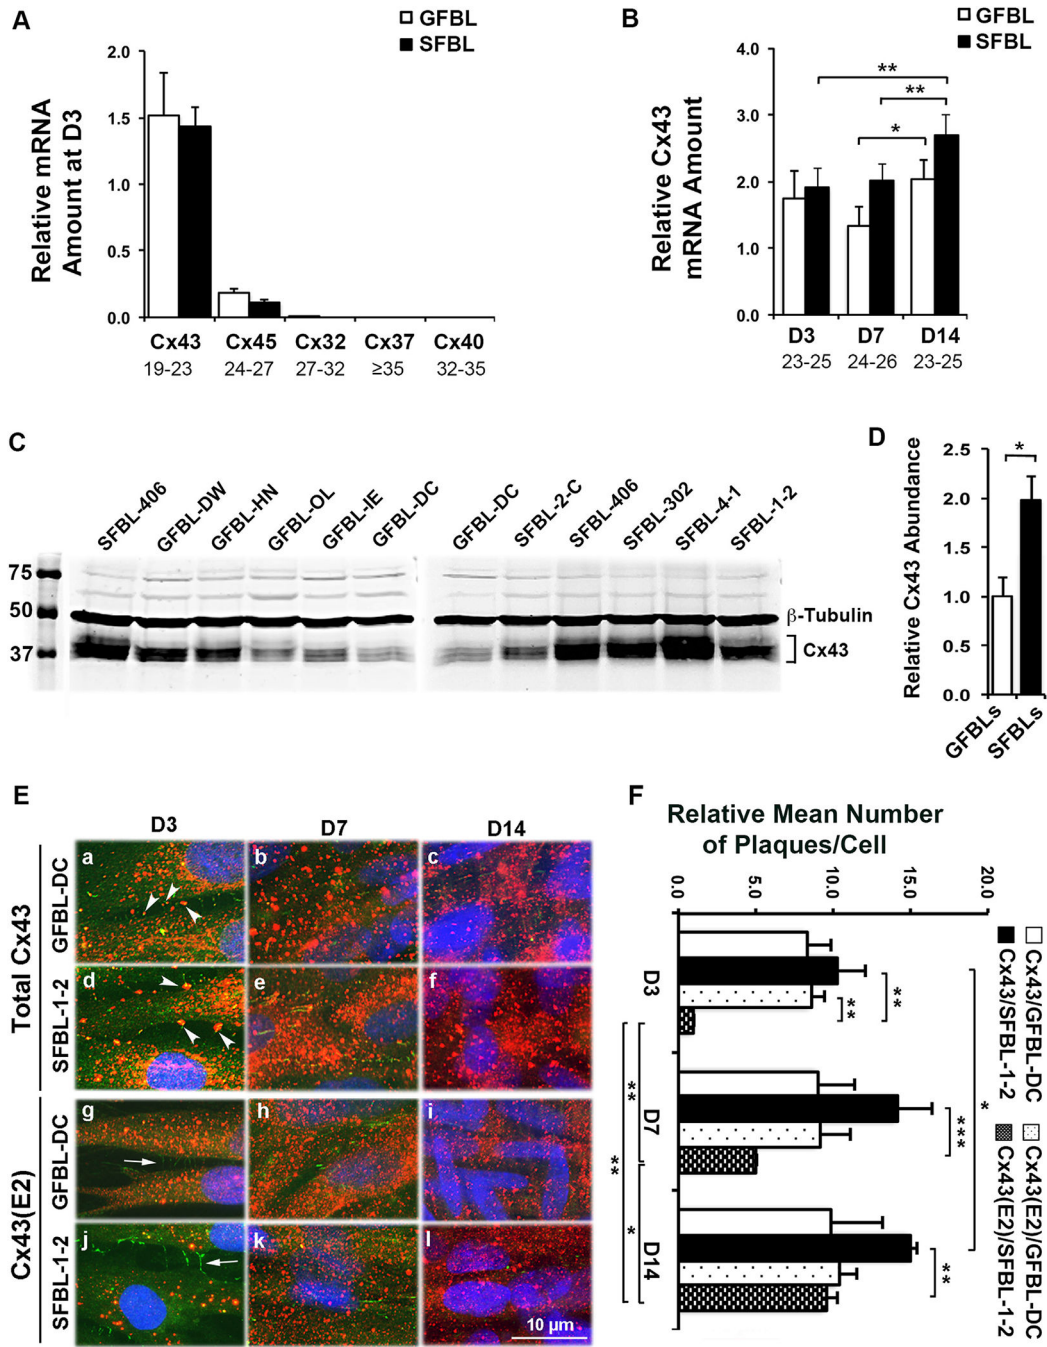 A
GFBL
SFBL
Relative mRNA
Amount at D3
2.0
1.5
1.0
0.5
0.0
Cx43 Cx45 Cx32 Cx37 Cx40
19-23 24-27 27-32 ≥35 32-35
B
GFBL
SFBL
Relative Cx43
mRNA Amount
4.0
3.0
2.0
1.0
0.0
**
**
*
D3 D7 D14
23-25 24-26 23-25
C
SFBL-406 GFBL-DW GFBL-HN GFBL-OL GFBL-IE GFBL-DC GFBL-DC SFBL-2-C SFBL-406 SFBL-302 SFBL-4-1 SFBL-1-2
75
50
37
β-Tubulin
Cx43
D
Relative Cx43 Abundance
2.5
2.0
1.5
1.0
0.5
0.0
*
GFBLs SFBLs
E
D3 D7 D14
Total Cx43
GFBL-DC
a b c
SFBL-1-2
d e f
Cx43(E2)
GFBL-DC
g h i
SFBL-1-2
j k l
10 µm
F
Relative Mean Number
of Plaques/Cell
0.0 5.0 10.0 15.0 20.0
Cx43/GFBL-DC
Cx43/SFBL-1-2
Cx43(E2)/GFBL-DC
Cx43(E2)/SFBL-1-2
D3
D7
D14
**
**
*
***
**
**
**
*